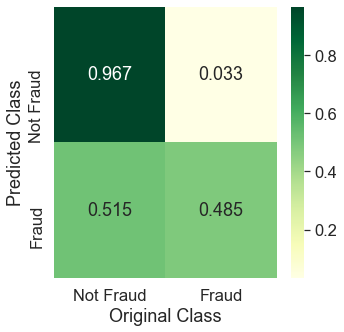 Predicted Class
Not Fraud
Fraud
0.967 0.033
0.515 0.485
Not Fraud Fraud
Original Class
0.8
0.6
0.4
0.2